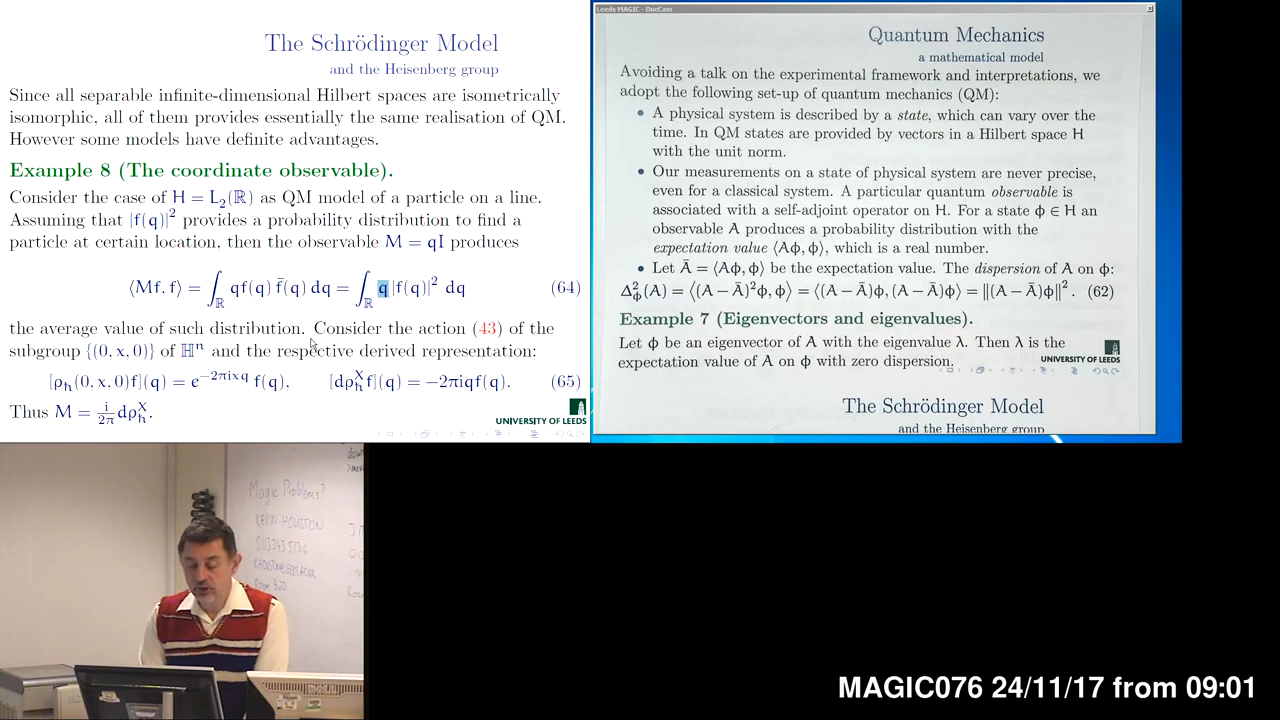 The Schrödinger Model
and the Heisenberg group
Since all separable infinite-dimensional Hilbert spaces are isometrically
isomorphic, all of them provides essentially the same realisation of QM.
However some models have definite advantages.
Example 8 (The coordinate observable).
Consider the case of H = L₂(ℝ) as QM model of a particle on a line.
Assuming that |f(q)|² provides a probability distribution to find a
particle at certain location, then the observable M = qI produces
⟨Mf, f⟩ = ∫_ℝ qf(q) f̄(q) dq = ∫_ℝ q |f(q)|² dq (64)
the average value of such distribution. Consider the action (43) of the
subgroup {(0, x, 0)} of ℍⁿ and the respective derived representation:
[ρ_ħ(0, x, 0)f](q) = e^{−2πixq} f(q), [dρ_ħ^X f](q) = −2πiqf(q). (65)
Thus M = i/2π dρ_ħ^X.
UNIVERSITY OF LEEDS
Leeds MAGIC - DocCam
Quantum Mechanics
a mathematical model
Avoiding a talk on the experimental framework and interpretations, we
adopt the following set-up of quantum mechanics (QM):
• A physical system is described by a state, which can vary over the
time. In QM states are provided by vectors in a Hilbert space H
with the unit norm.
• Our measurements on a state of physical system are never precise,
even for a classical system. A particular quantum observable is
associated with a self-adjoint operator on H. For a state ϕ ∈ H an
observable A produces a probability distribution with the
expectation value ⟨Aϕ, ϕ⟩, which is a real number.
• Let Ā = ⟨Aϕ, ϕ⟩ be the expectation value. The dispersion of A on ϕ:
Δ²_ϕ(A) = ⟨(A − Ā)²ϕ, ϕ⟩ = ⟨(A − Ā)ϕ, (A − Ā)ϕ⟩ = ‖(A − Ā)ϕ‖². (62)
Example 7 (Eigenvectors and eigenvalues).
Let ϕ be an eigenvector of A with the eigenvalue λ. Then λ is the
expectation value of A on ϕ with zero dispersion.
UNIVERSITY OF LEEDS
The Schrödinger Model
and the Heisenberg group
Magic Problems?
KEVIN HOUSTON
MAGIC076 24/11/17 from 09:01